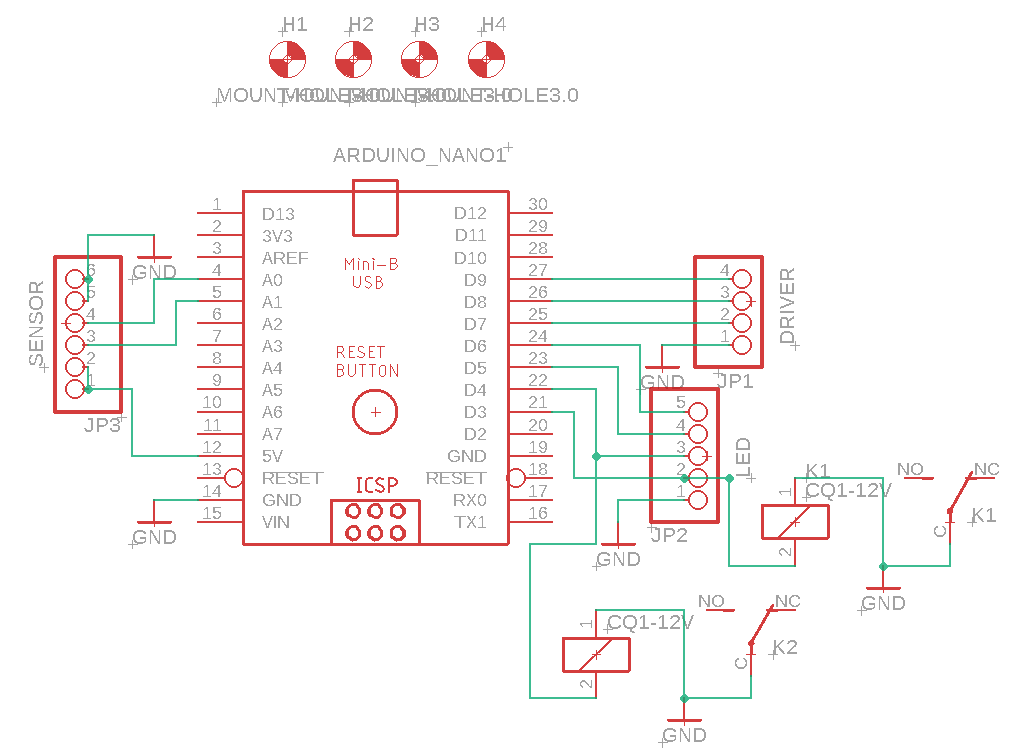 H1 H2 H3 H4
MOUNT-HOLE3.0 MOUNT-HOLE3.0 MOUNT-HOLE3.0 MOUNT-HOLE3.0
ARDUINO_NANO1
1 D13 D12 30
2 3V3 D11 29
3 AREF D10 28
4 A0 D9 27
5 A1 D8 26
6 A2 D7 25
7 A3 D6 24
8 A4 D5 23
9 A5 D4 22
10 A6 D3 21
11 A7 D2 20
12 5V GND 19
13 RESET RESET 18
14 GND RX0 17
15 VIN TX1 16
Mini-B
USB
RESET
BUTTON
ICSP
SENSOR
6
5
4
3
2
1
JP3
GND
GND
DRIVER
4
3
2
1
JP1
GND
LED
5
4
3
2
1
JP2
GND
K1
CQ1-12V
1
2
NO NC
C
K1
GND
CQ1-12V
1
2
NO NC
C
K2
GND